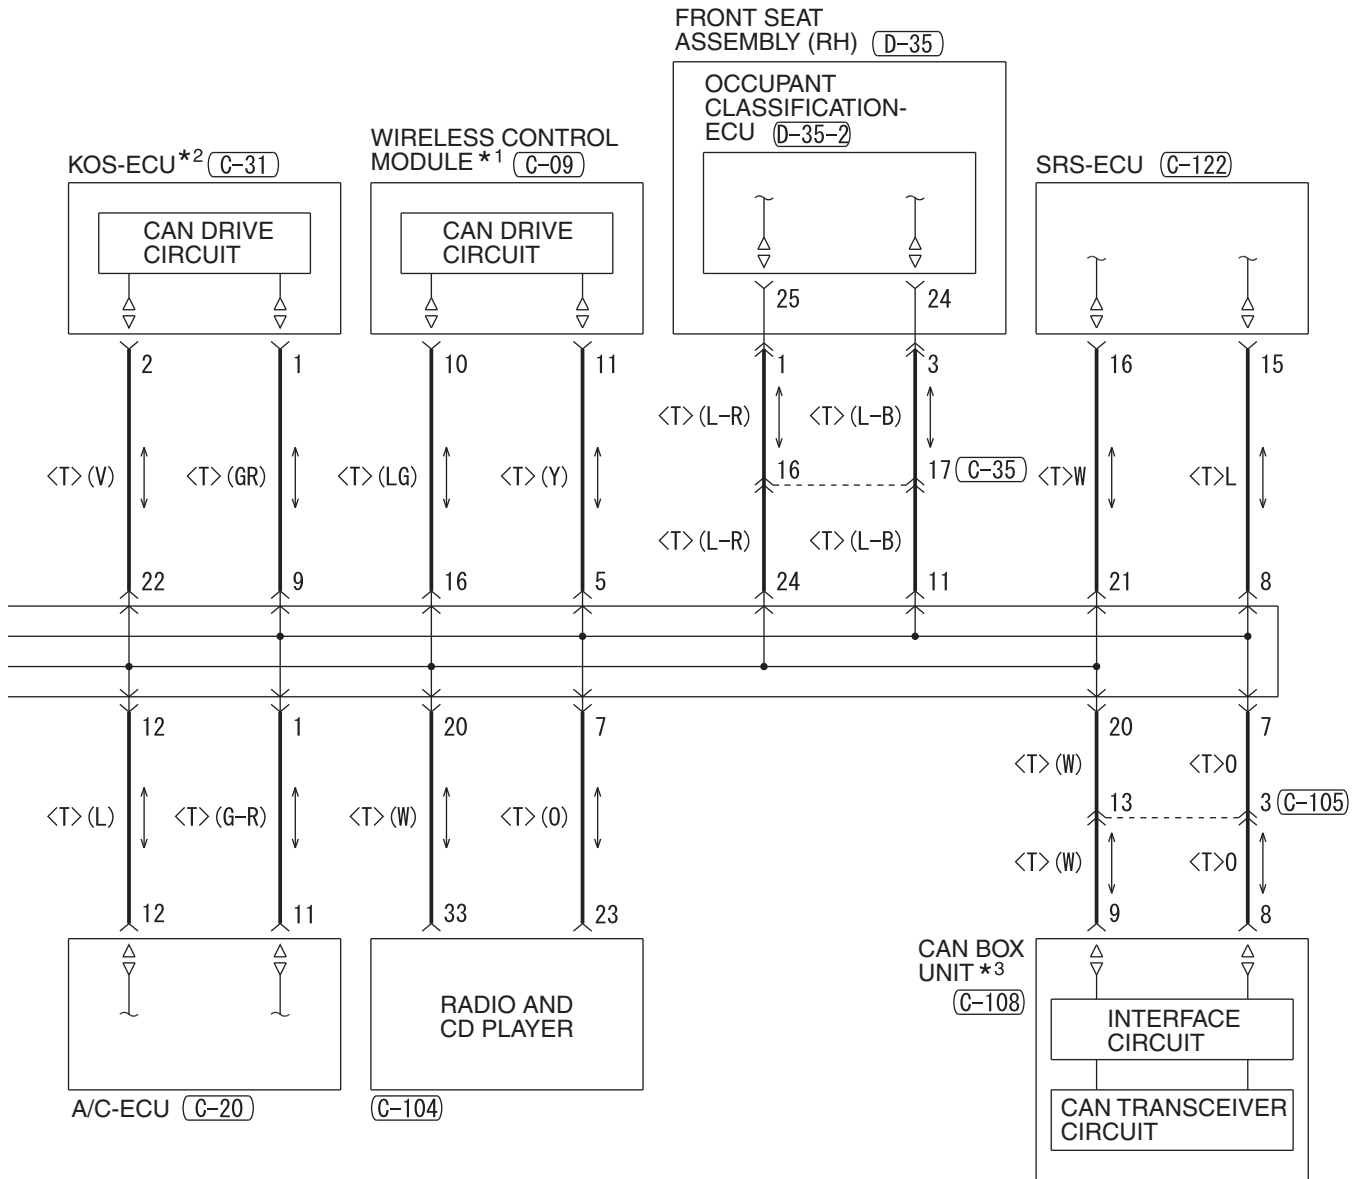 FRONT SEAT
ASSEMBLY (RH) D-35
OCCUPANT
CLASSIFICATION-
ECU D-35-2
WIRELESS CONTROL
MODULE *1 C-09
KOS-ECU*2 C-31
SRS-ECU C-122
CAN DRIVE
CIRCUIT
CAN DRIVE
CIRCUIT
25 24
2 1 10 11 1 3 16 15
<T>(L-R) <T>(L-B)
16 17 C-35
<T>(V) <T>(GR) <T>(LG) <T>(Y) <T>W <T>L
<T>(L-R) <T>(L-B)
22 9 16 5 24 11 21 8
12 1 20 7 20 7
<T>(W) <T>O
13 3 C-105
<T>(L) <T>(G-R) <T>(W) <T>(O)
<T>(W) <T>O
12 11 33 23 9 8
CAN BOX
UNIT *3
C-108
RADIO AND
CD PLAYER
INTERFACE
CIRCUIT
A/C-ECU C-20
C-104
CAN TRANSCEIVER
CIRCUIT